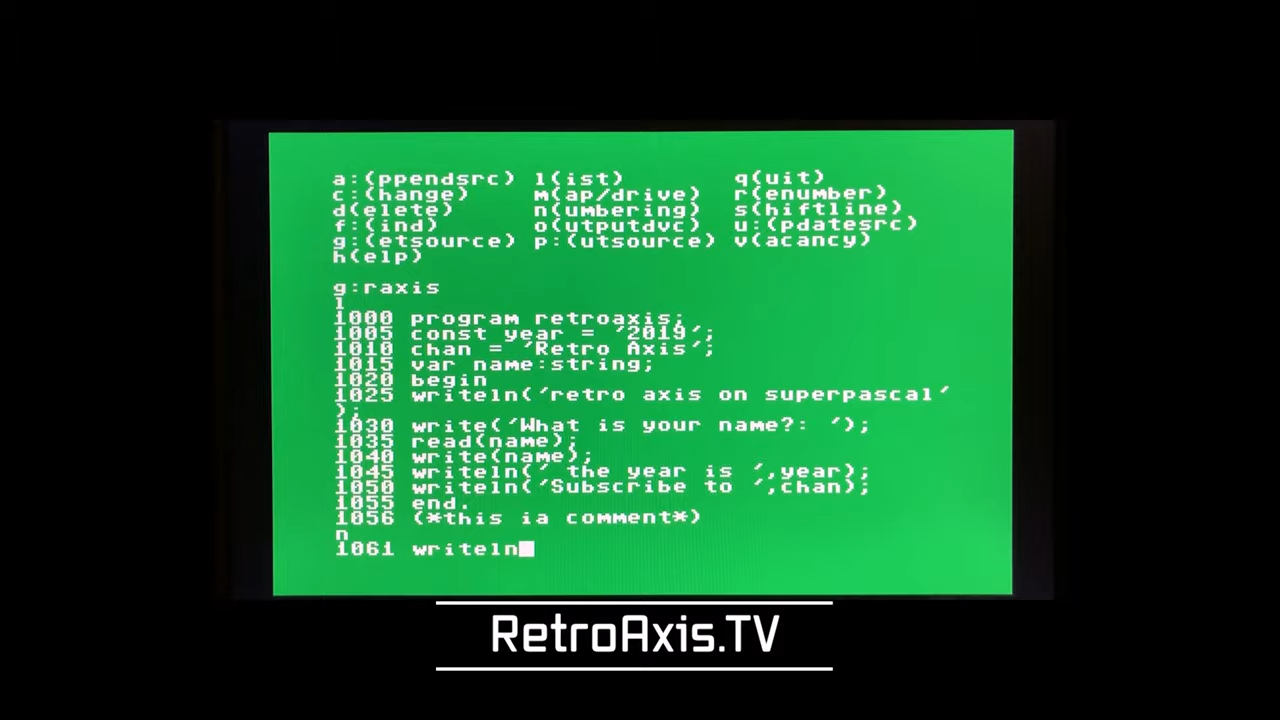 a:(ppendsrc) l(ist) q(uit)
c:(hange) m(ap/drive) r(enumber)
d(elete) n(umbering) s(hiftline)
f:(ind) o(utputdvc) u:(pdatesrc)
g:(etsource) p:(utsource) v(acancy)
h(elp)
g:raxis
l
1000 program retroaxis;
1005 const year = '2019';
1010 chan = 'Retro Axis';
1015 var name:string;
1020 begin
1025 writeln('retro axis on superpascal'
);
1030 write('What is your name?: ');
1035 read(name);
1040 write(name);
1045 writeln(' the year is ',year);
1050 writeln('Subscribe to ',chan);
1055 end.
1056 (*this ia comment*)
n
1061 writeln
RetroAxis.TV